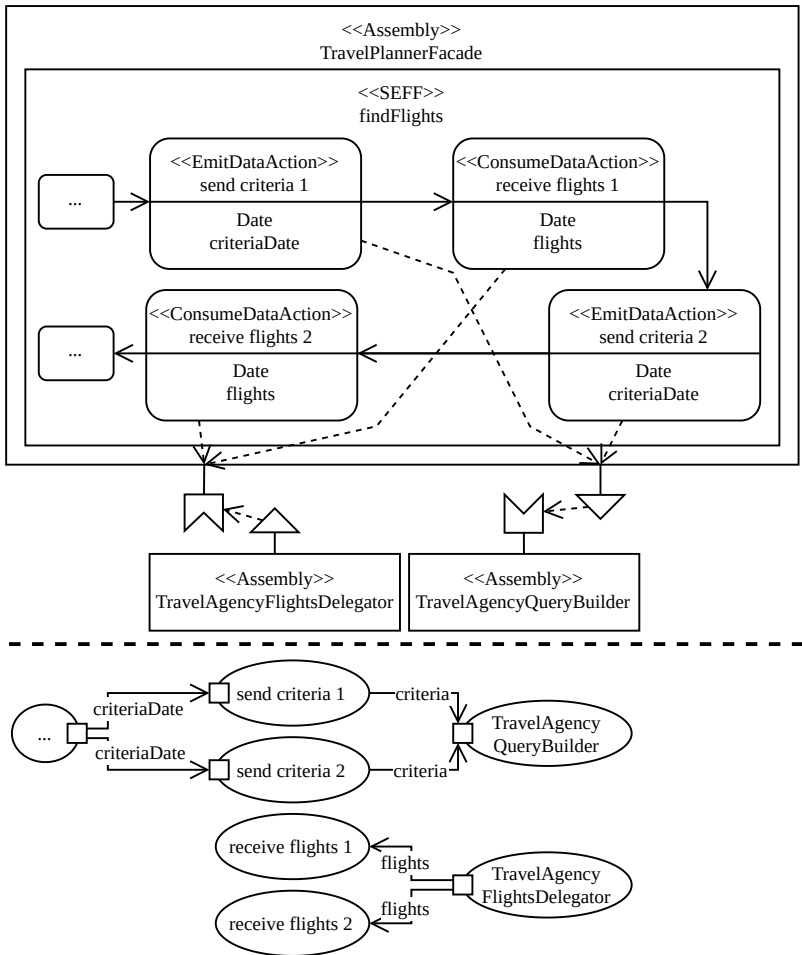 <<Assembly>>
TravelPlannerFacade
<<SEFF>>
findFlights
...
<<EmitDataAction>>
send criteria 1
Date
criteriaDate
<<ConsumeDataAction>>
receive flights 1
Date
flights
...
<<ConsumeDataAction>>
receive flights 2
Date
flights
<<EmitDataAction>>
send criteria 2
Date
criteriaDate
<<Assembly>>
TravelAgencyFlightsDelegator
<<Assembly>>
TravelAgencyQueryBuilder
...
criteriaDate
criteriaDate
send criteria 1
send criteria 2
criteria
criteria
TravelAgency
QueryBuilder
receive flights 1
receive flights 2
flights
flights
TravelAgency
FlightsDelegator